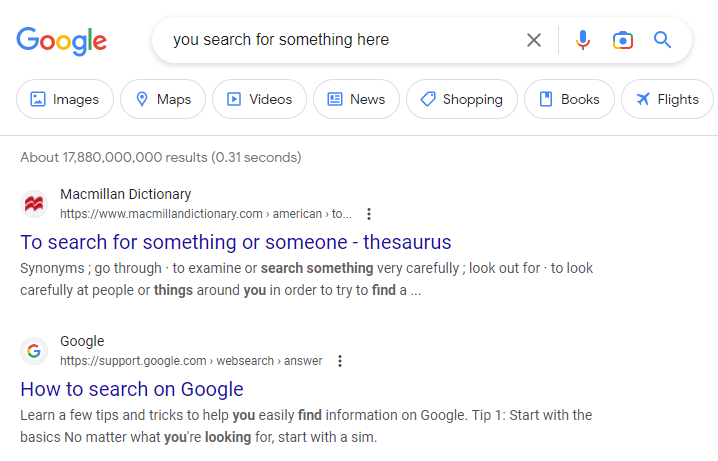 Google
you search for something here
Images Maps Videos News Shopping Books Flights
About 17,880,000,000 results (0.31 seconds)
Macmillan Dictionary
https://www.macmillandictionary.com › american › to...
To search for something or someone - thesaurus
Synonyms ; go through · to examine or search something very carefully ; look out for · to look
carefully at people or things around you in order to try to find a ...
Google
https://support.google.com › websearch › answer
How to search on Google
Learn a few tips and tricks to help you easily find information on Google. Tip 1: Start with the
basics No matter what you're looking for, start with a sim.